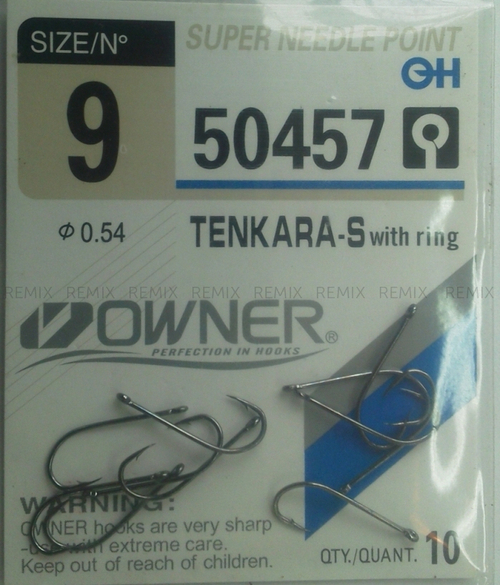 SIZE/N°
SUPER NEEDLE POINT
OH
9
50457
Φ 0.54
TENKARA-S with ring
REMIX REMIX REMIX REMIX REMIX REMIX REMIX REMIX
OWNER®
PERFECTION IN HOOKS
WARNING:
OWNER hooks are very sharp
with extreme care.
Keep out of reach of children.
QTY./QUANT. 10